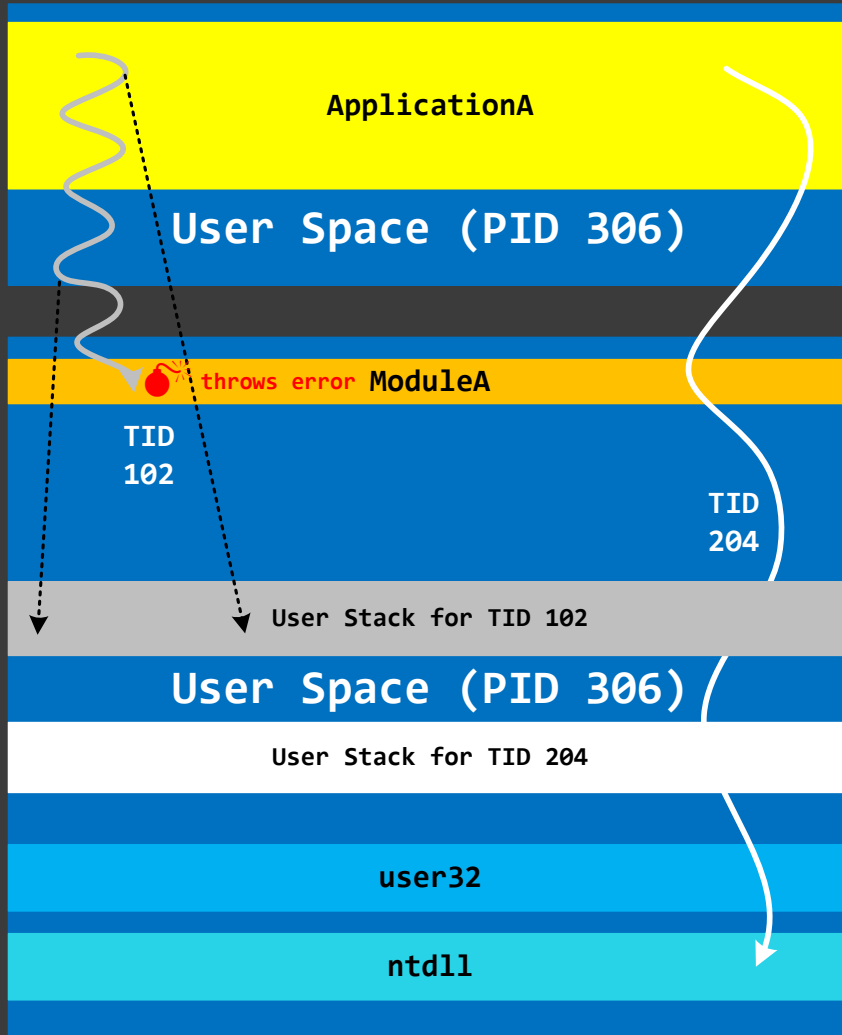 ApplicationA
User Space (PID 306)
throws error ModuleA
TID
102
TID
204
User Stack for TID 102
User Space (PID 306)
User Stack for TID 204
user32
ntdll